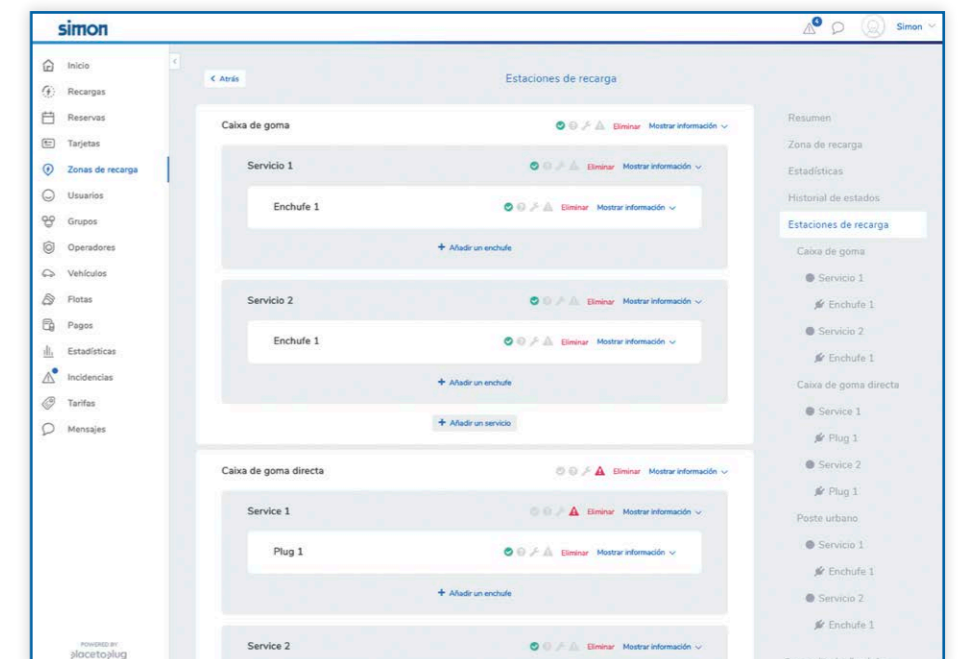 simon
4
Simon
Inicio
Recargas
Reservas
Tarjetas
Zonas de recarga
Usuarios
Grupos
Operadores
Vehículos
Flotas
Pagos
Estadísticas
Incidencias
Tarifas
Mensajes
POWERED BY
placetoplug
Atrás
Estaciones de recarga
Caixa de goma Eliminar Mostrar información
Servicio 1 Eliminar Mostrar información
Enchufe 1 Eliminar Mostrar información
+ Añadir un enchufe
Servicio 2 Eliminar Mostrar información
Enchufe 1 Eliminar Mostrar información
+ Añadir un enchufe
+ Añadir un servicio
Caixa de goma directa Eliminar Mostrar información
Service 1 Eliminar Mostrar información
Plug 1 Eliminar Mostrar información
+ Añadir un enchufe
Service 2 Eliminar Mostrar información
Resumen
Zona de recarga
Estadísticas
Historial de estados
Estaciones de recarga
Caixa de goma
Servicio 1
Enchufe 1
Servicio 2
Enchufe 1
Caixa de goma directa
Service 1
Plug 1
Service 2
Plug 1
Poste urbano
Servicio 1
Enchufe 1
Servicio 2
Enchufe 1